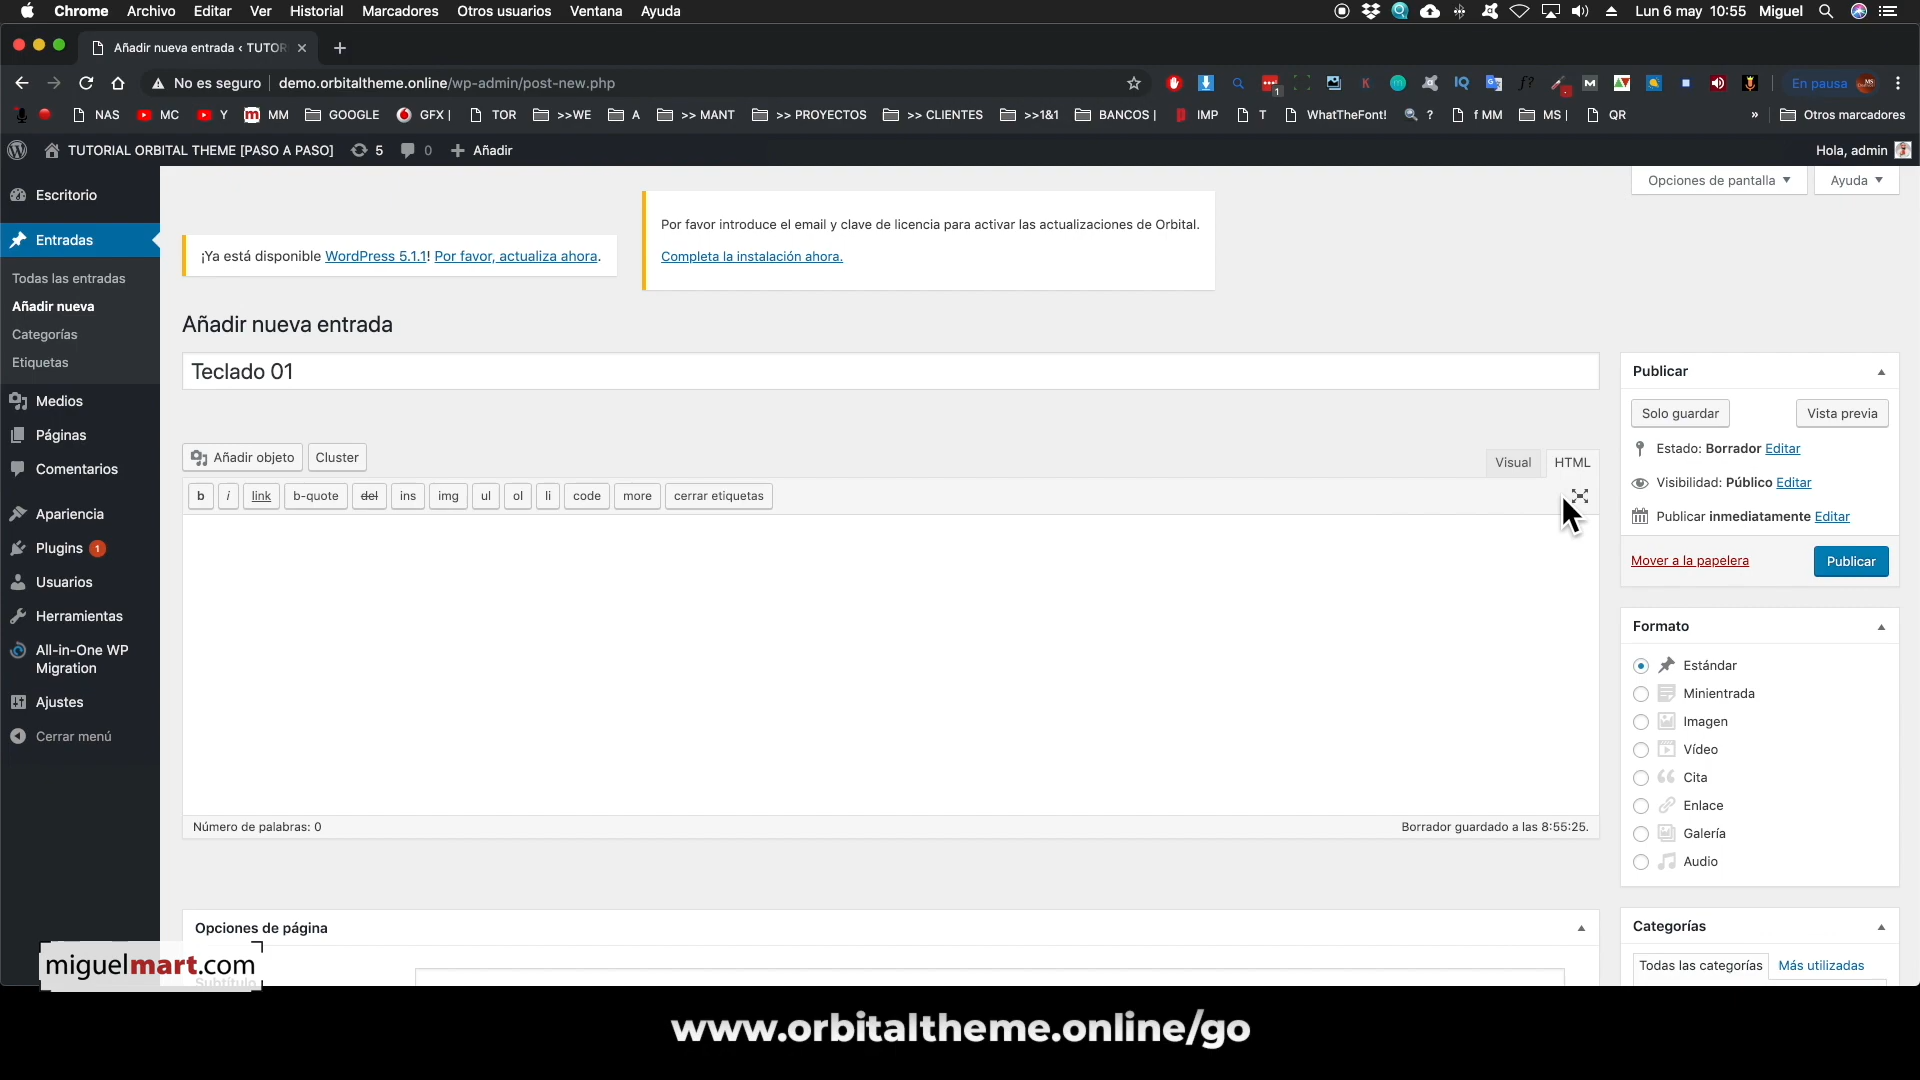 Chrome Archivo Editar Ver Historial Marcadores Otros usuarios Ventana Ayuda Lun 6 may 10:55 Miguel
Añadir nueva entrada ‹ TUTOR
No es seguro demo.orbitaltheme.online/wp-admin/post-new.php En pausa
NAS MC Y MM GOOGLE GFX | TOR >>WE A >> MANT >> PROYECTOS >> CLIENTES >>1&1 BANCOS | IMP T WhatTheFont! ? f MM MS | QR » Otros marcadores
TUTORIAL ORBITAL THEME [PASO A PASO] 5 0 Añadir Hola, admin
Opciones de pantalla Ayuda
Escritorio
Entradas
Todas las entradas
Añadir nueva
Categorías
Etiquetas
Medios
Páginas
Comentarios
Apariencia
Plugins 1
Usuarios
Herramientas
All-in-One WP
Migration
Ajustes
Cerrar menú
¡Ya está disponible WordPress 5.1.1! Por favor, actualiza ahora.
Por favor introduce el email y clave de licencia para activar las actualizaciones de Orbital.
Completa la instalación ahora.
Añadir nueva entrada
Teclado 01
Añadir objeto Cluster Visual HTML
b i link b-quote del ins img ul ol li code more cerrar etiquetas
Número de palabras: 0 Borrador guardado a las 8:55:25.
Opciones de página
Subtítulo
Publicar
Solo guardar Vista previa
Estado: Borrador Editar
Visibilidad: Público Editar
Publicar inmediatamente Editar
Mover a la papelera Publicar
Formato
Estándar
Minientrada
Imagen
Vídeo
Cita
Enlace
Galería
Audio
Categorías
Todas las categorías Más utilizadas
miguelmart.com
www.orbitaltheme.online/go